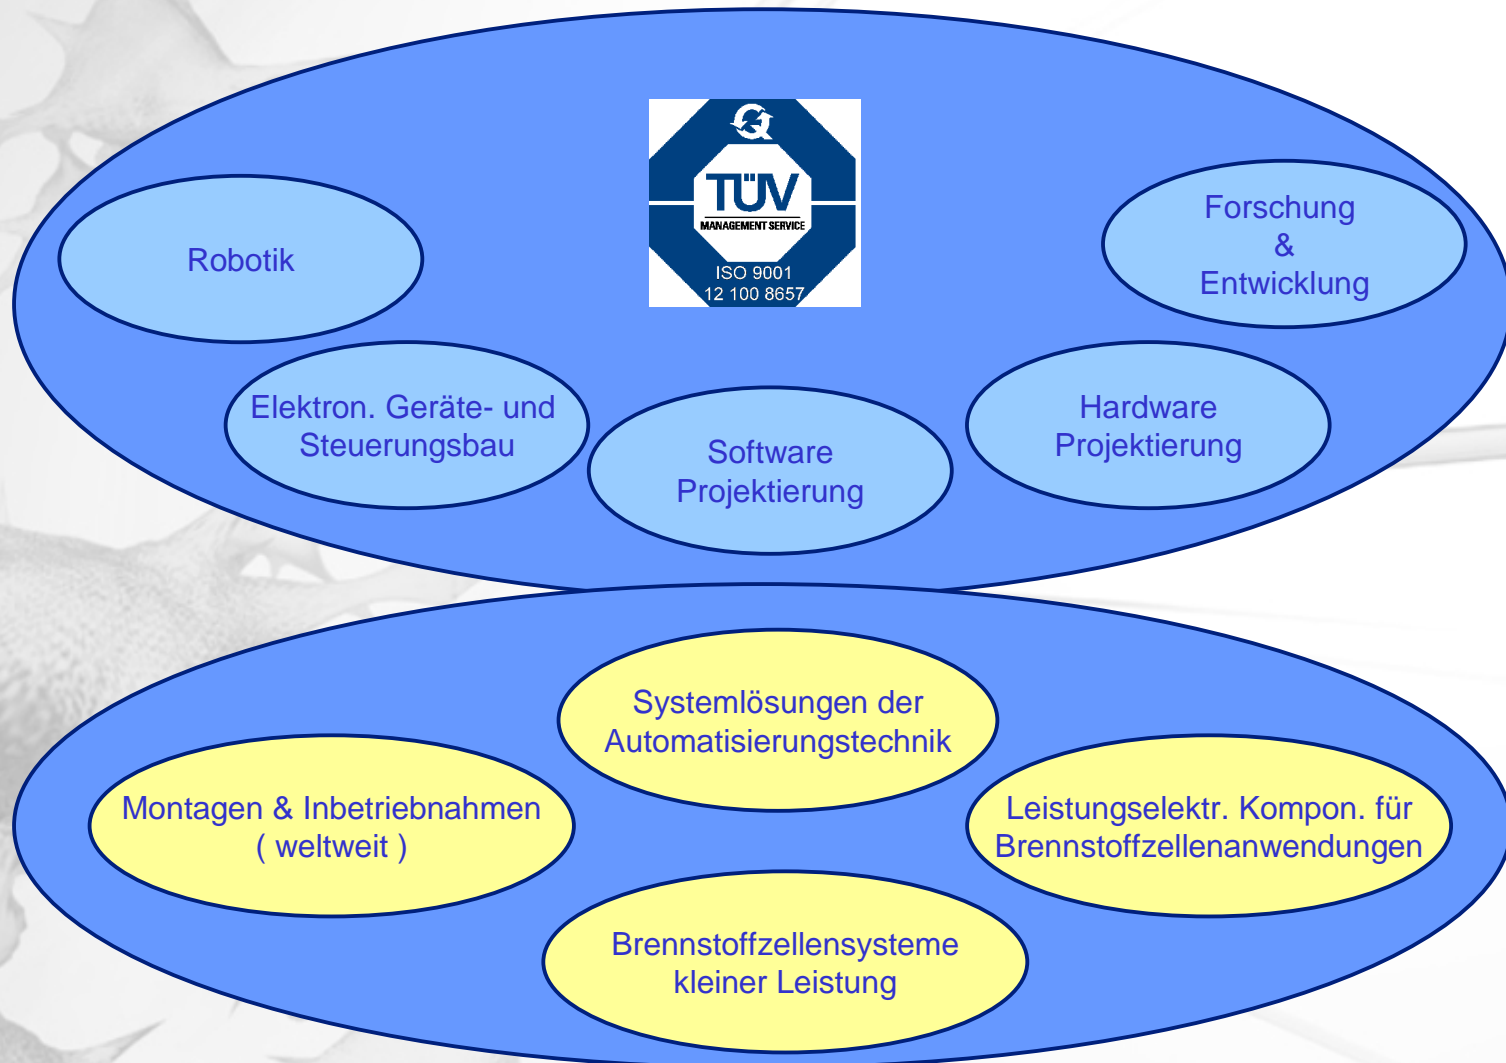 Q
TÜV
MANAGEMENT SERVICE
ISO 9001
12 100 8657
Robotik
Forschung
&
Entwicklung
Elektron. Geräte- und
Steuerungsbau
Software
Projektierung
Hardware
Projektierung
Systemlösungen der
Automatisierungstechnik
Montagen & Inbetriebnahmen
( weltweit )
Leistungselektr. Kompon. für
Brennstoffzellenanwendungen
Brennstoffzellensysteme
kleiner Leistung